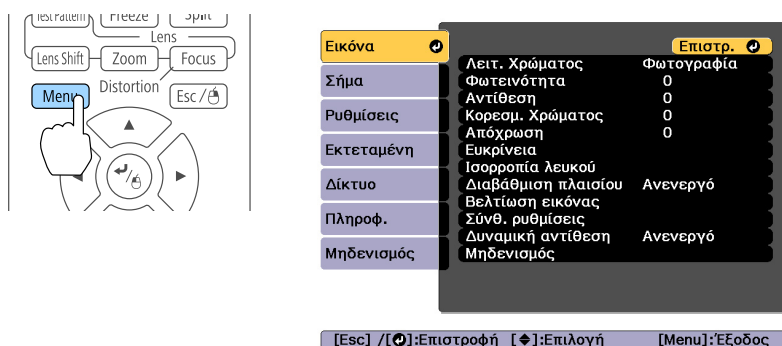 Test Pattern Freeze Split
Lens
Lens Shift Zoom Focus
Distortion
Menu Esc /
Εικόνα
Σήμα
Ρυθμίσεις
Εκτεταμένη
Δίκτυο
Πληροφ.
Μηδενισμός
Επιστρ.
Λειτ. Χρώματος Φωτογραφία
Φωτεινότητα 0
Αντίθεση 0
Κορεσμ. Χρώματος 0
Απόχρωση 0
Ευκρίνεια
Ισορροπία λευκού
Διαβάθμιση πλαισίου Ανενεργό
Βελτίωση εικόνας
Σύνθ. ρυθμίσεις
Δυναμική αντίθεση Ανενεργό
Μηδενισμός
[Esc] /[ ]:Επιστροφή [ ]:Επιλογή [Menu]:Έξοδος